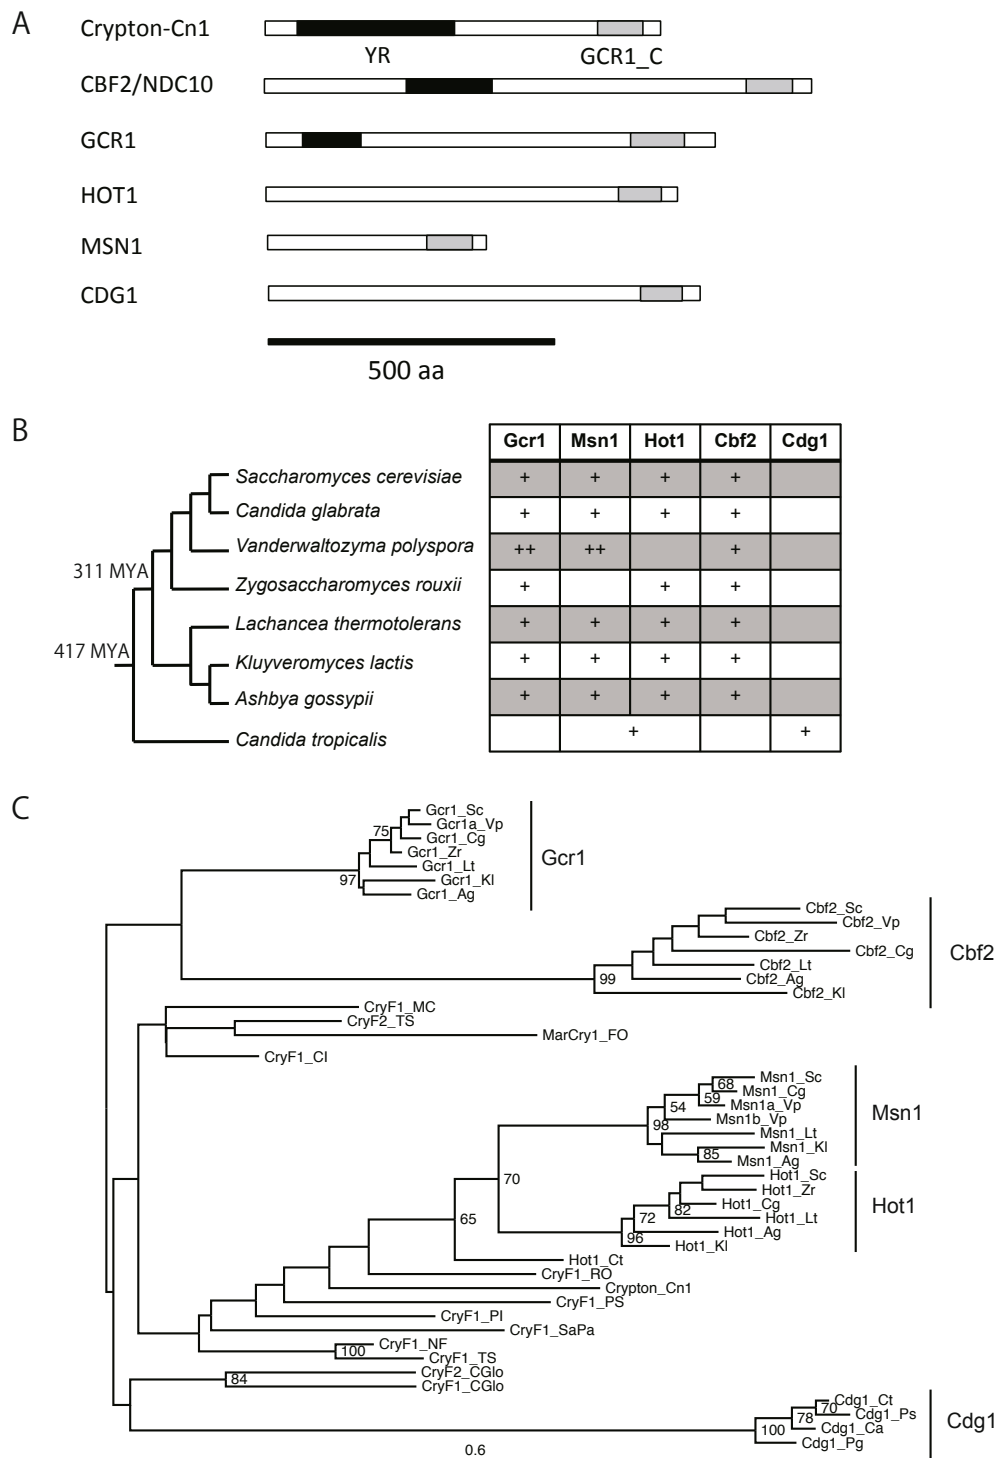 A
Crypton-Cn1
YR
GCR1_C
CBF2/NDC10
GCR1
HOT1
MSN1
CDG1
500 aa
B
Gcr1 Msn1 Hot1 Cbf2 Cdg1
Saccharomyces cerevisiae + + + +
Candida glabrata + + + +
Vanderwaltozyma polyspora ++ ++ +
311 MYA
Zygosaccharomyces rouxii + + +
Lachancea thermotolerans + + + +
417 MYA
Kluyveromyces lactis + + + +
Ashbya gossypii + + + +
Candida tropicalis + +
C
Gcr1_Sc
Gcr1a_Vp
75
Gcr1_Cg
Gcr1_Zr
Gcr1
Gcr1_Lt
97
Gcr1_Kl
Gcr1_Ag
Cbf2_Sc
Cbf2_Vp
Cbf2_Zr
Cbf2_Cg
Cbf2
Cbf2_Lt
99
Cbf2_Ag
Cbf2_Kl
CryF1_MC
CryF2_TS
MarCry1_FO
CryF1_CI
Msn1_Sc
68
Msn1_Cg
59
Msn1a_Vp
54
Msn1
Msn1b_Vp
98
Msn1_Lt
Msn1_Kl
85
Msn1_Ag
70
Hot1_Sc
Hot1_Zr
Hot1_Cg
82
Hot1
Hot1_Lt
72
Hot1_Ag
96
Hot1_Kl
65
Hot1_Ct
CryF1_RO
Crypton_Cn1
CryF1_PS
CryF1_PI
CryF1_SaPa
CryF1_NF
100
CryF1_TS
CryF2_CGlo
84
CryF1_CGlo
Cdg1_Ct
70
Cdg1_Ps
78
Cdg1
Cdg1_Ca
100
Cdg1_Pg
0.6